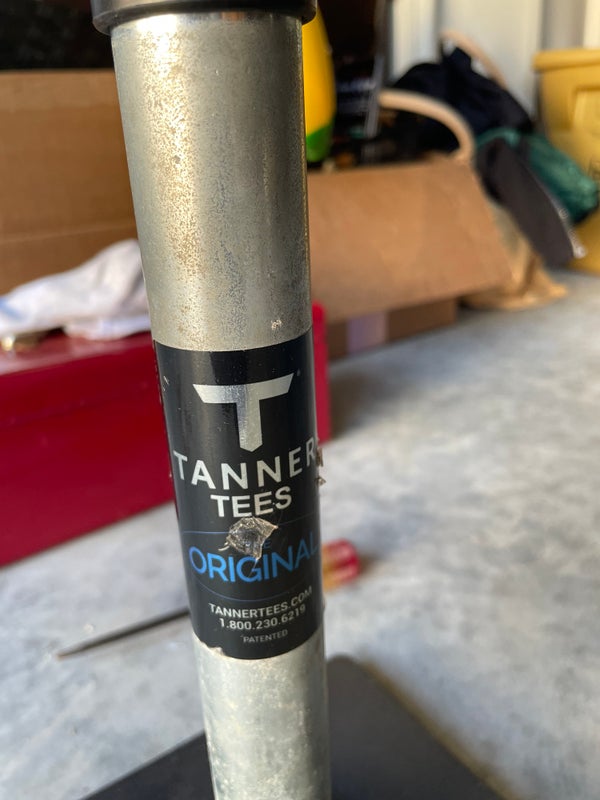 T
TANNER
TEES
ORIGINAL
TANNERTEES.COM
1.800.230.6219
PATENTED